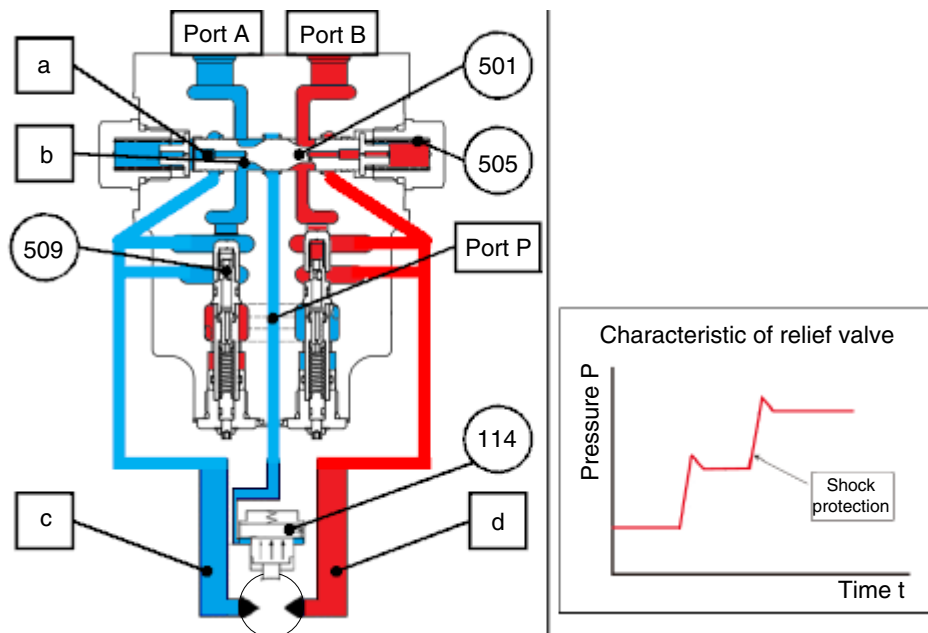 Port A
Port B
a
501
b
505
509
Port P
114
c
d
Characteristic of relief valve
Pressure P
Shock
protection
Time t